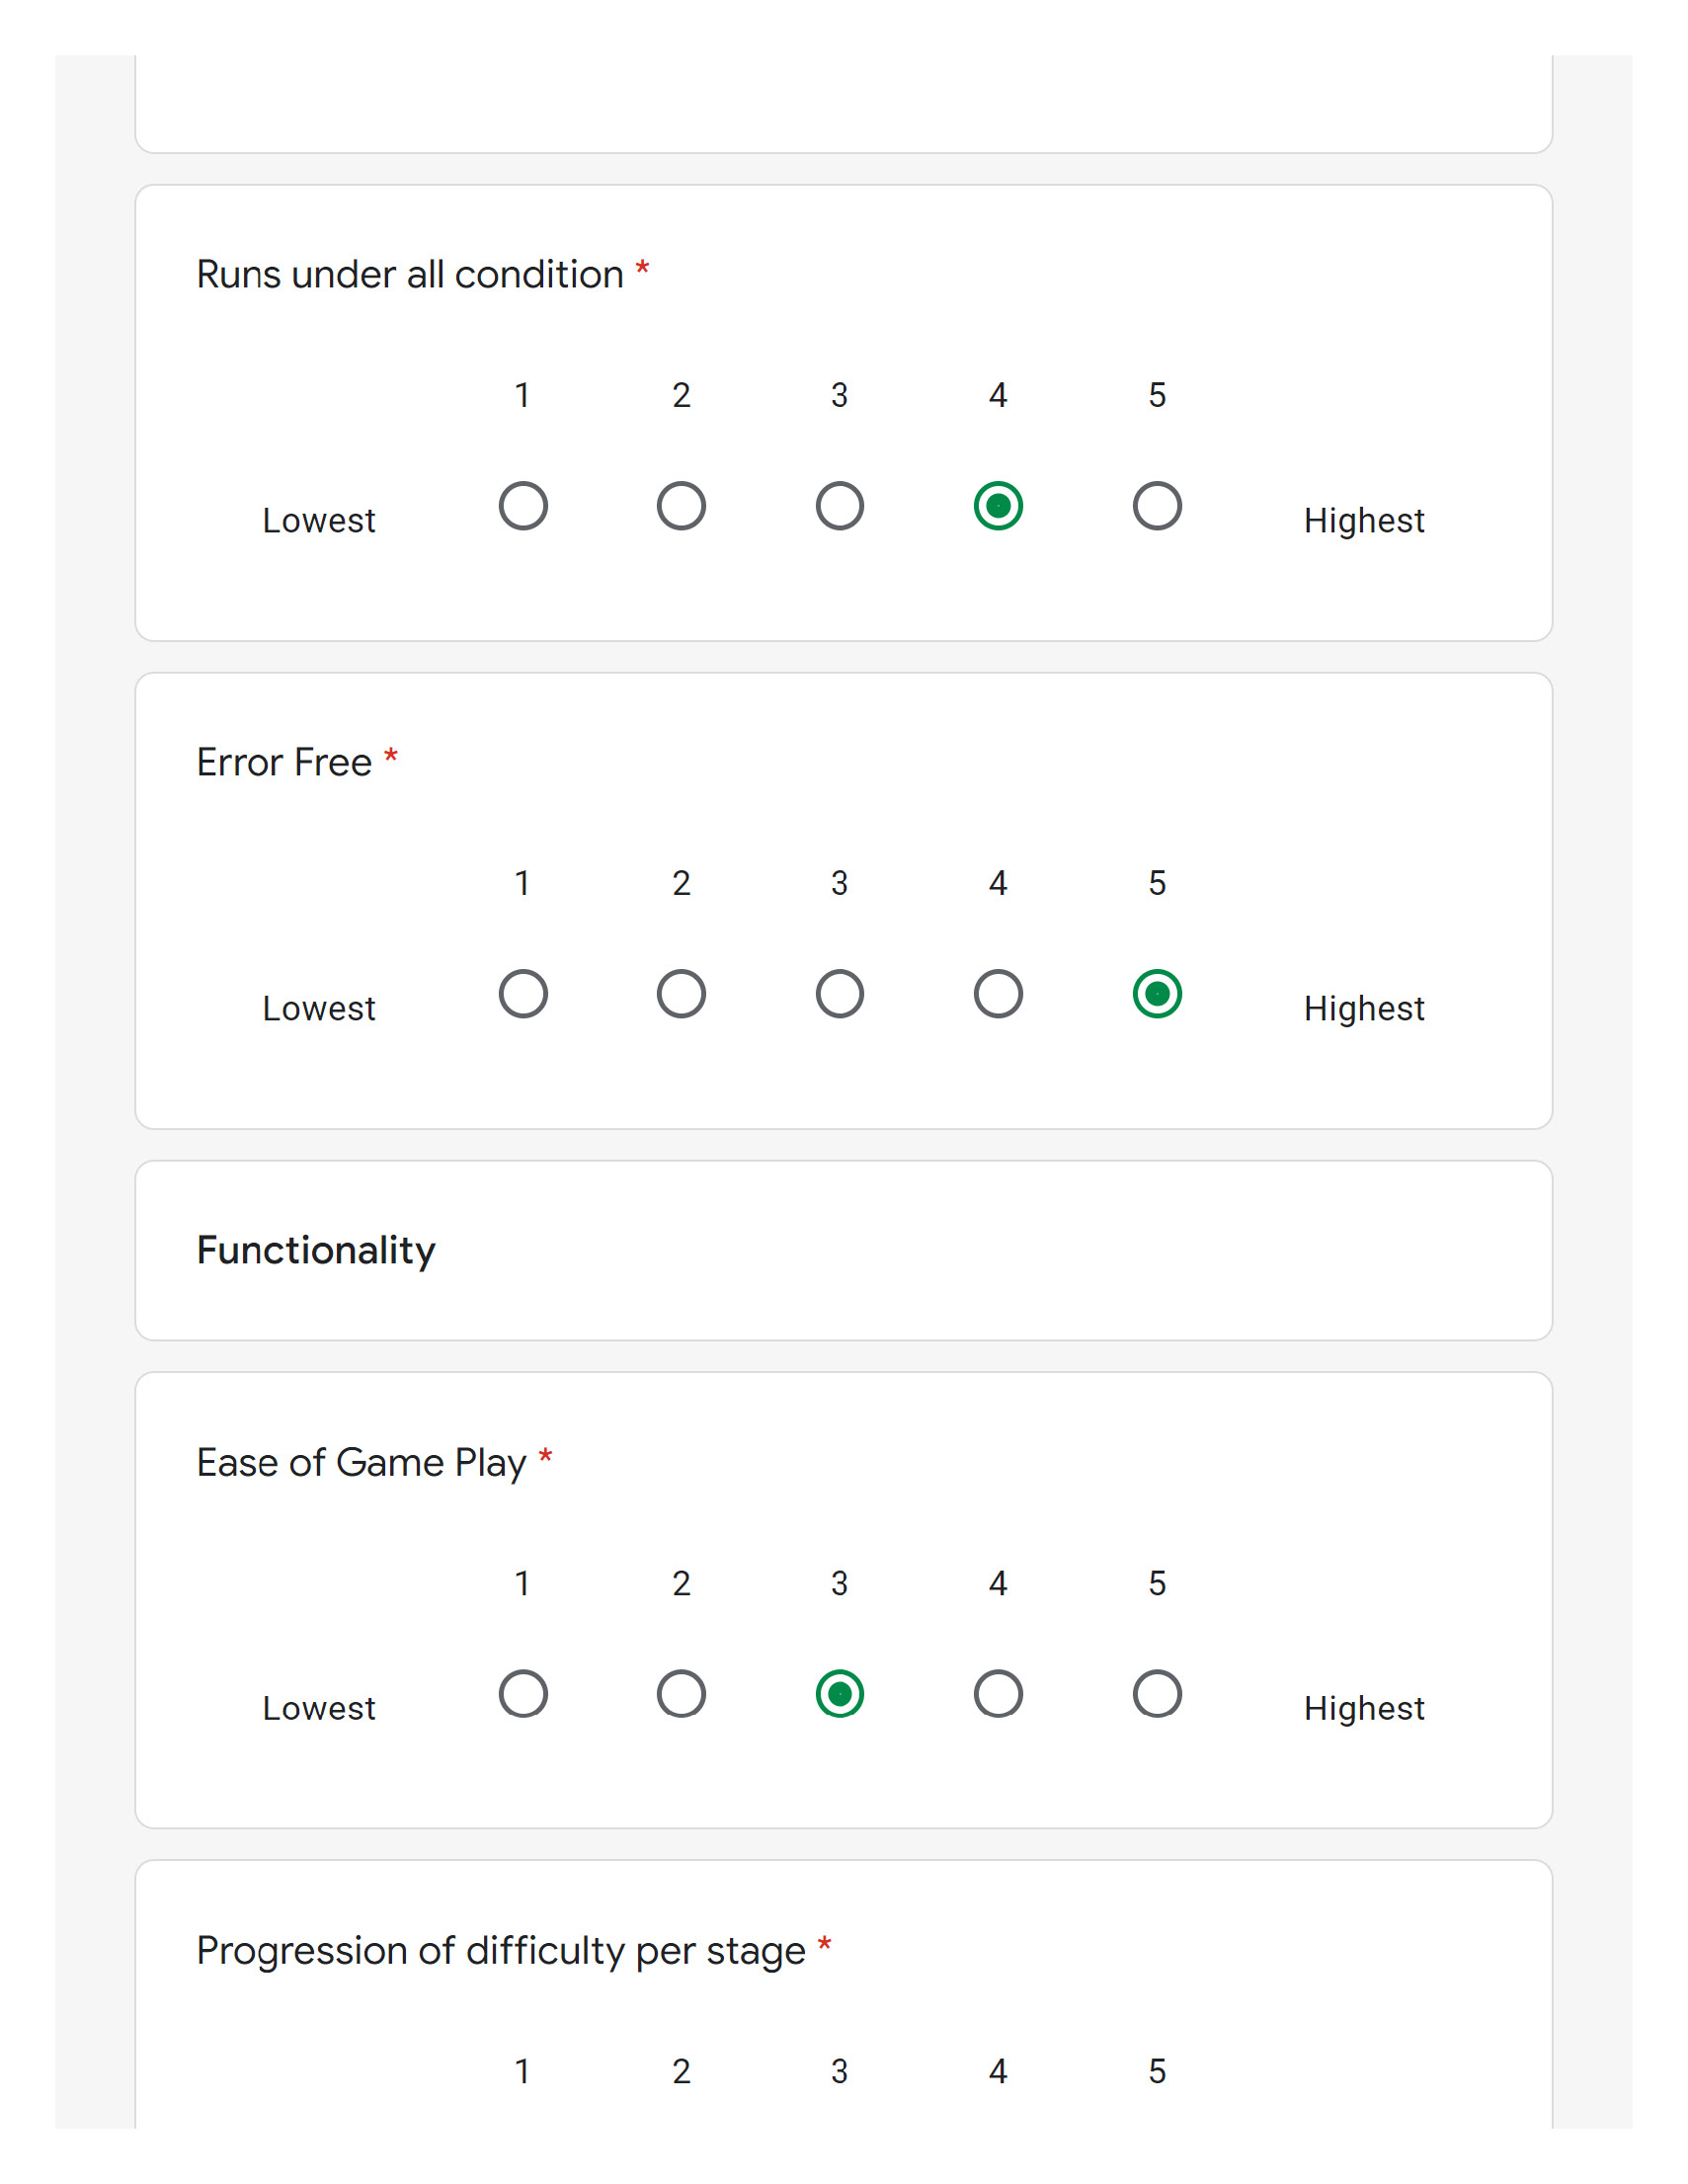 Runs under all condition *
1 2 3 4 5
Lowest Highest
Error Free *
1 2 3 4 5
Lowest Highest
Functionality
Ease of Game Play *
1 2 3 4 5
Lowest Highest
Progression of difficulty per stage *
1 2 3 4 5